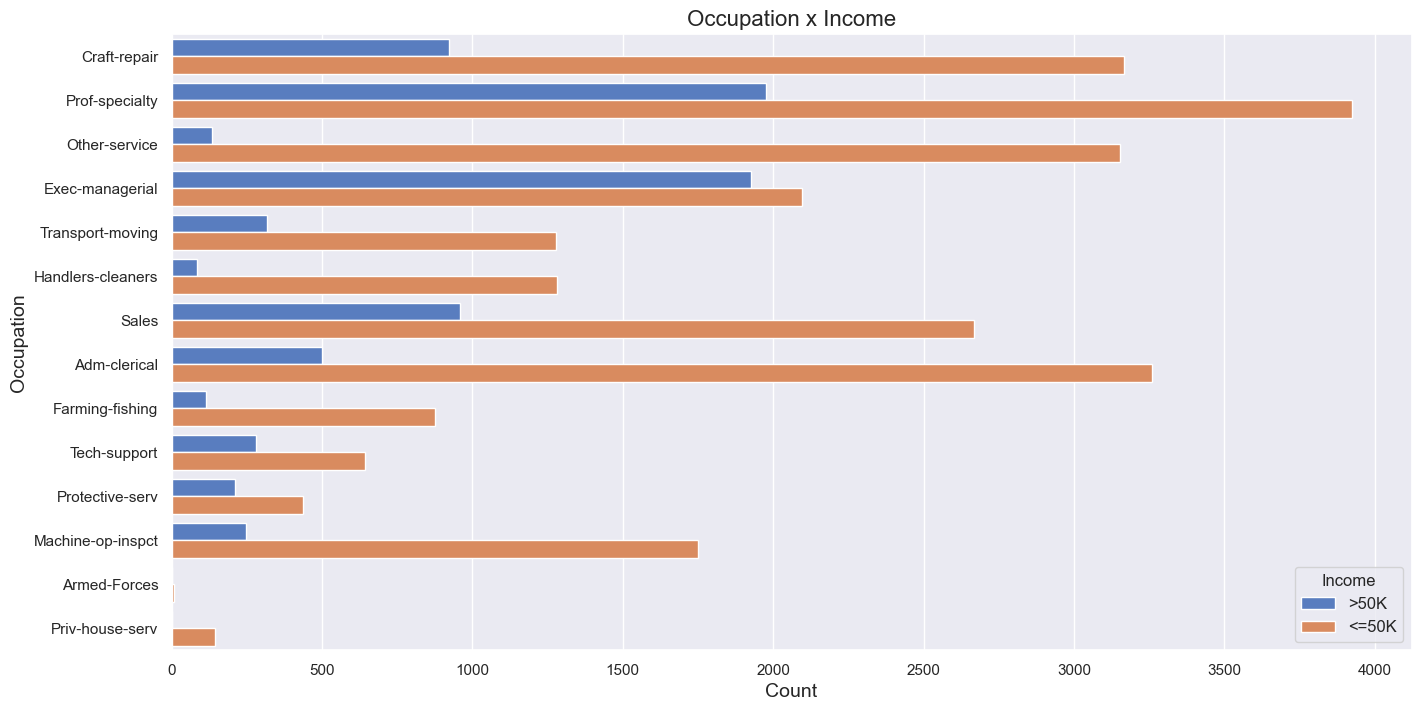 Occupation x Income
Occupation
Craft-repair
Prof-specialty
Other-service
Exec-managerial
Transport-moving
Handlers-cleaners
Sales
Adm-clerical
Farming-fishing
Tech-support
Protective-serv
Machine-op-inspct
Armed-Forces
Priv-house-serv
Income
>50K
<=50K
0 500 1000 1500 2000 2500 3000 3500 4000
Count